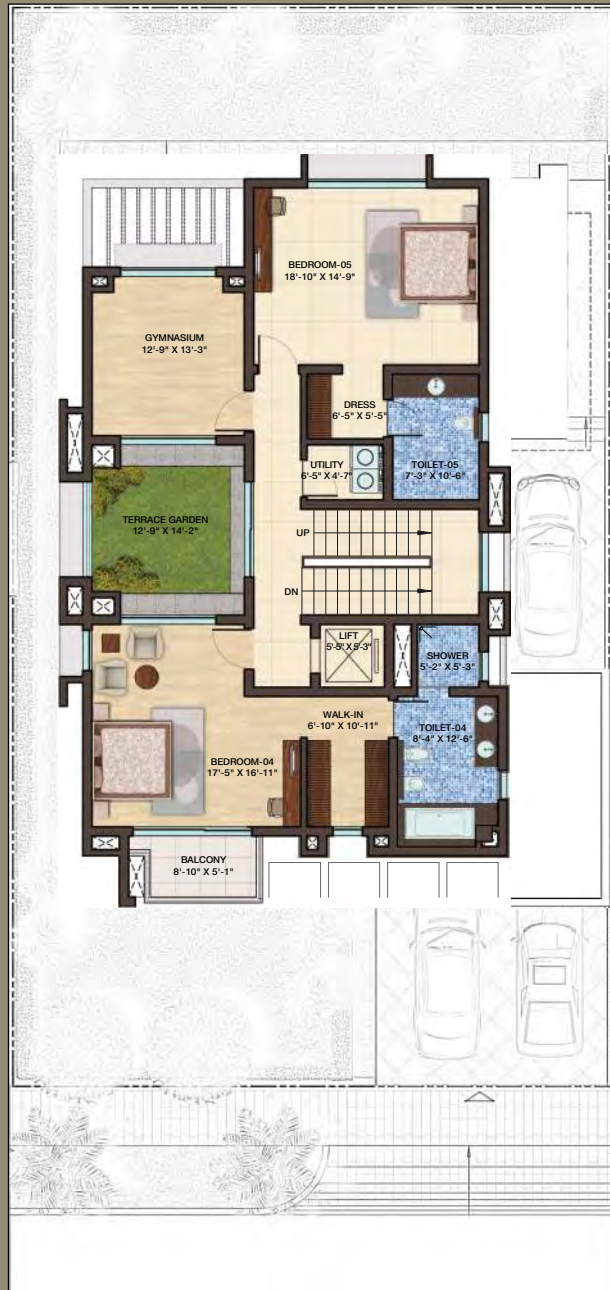 BEDROOM-05
18'-10" X 14'-9"
GYMNASIUM
12'-9" X 13'-3"
DRESS
6'-5" X 5'-5"
UTILITY
6'-5" X 4'-7"
TOILET-05
7'-3" X 10'-6"
TERRACE GARDEN
12'-9" X 14'-2"
UP
DN
LIFT
5'-5" X 5'-3"
SHOWER
5'-2" X 5'-3"
WALK-IN
6'-10" X 10'-11"
TOILET-04
8'-4" X 12'-6"
BEDROOM-04
17'-5" X 16'-11"
BALCONY
8'-10" X 5'-1"